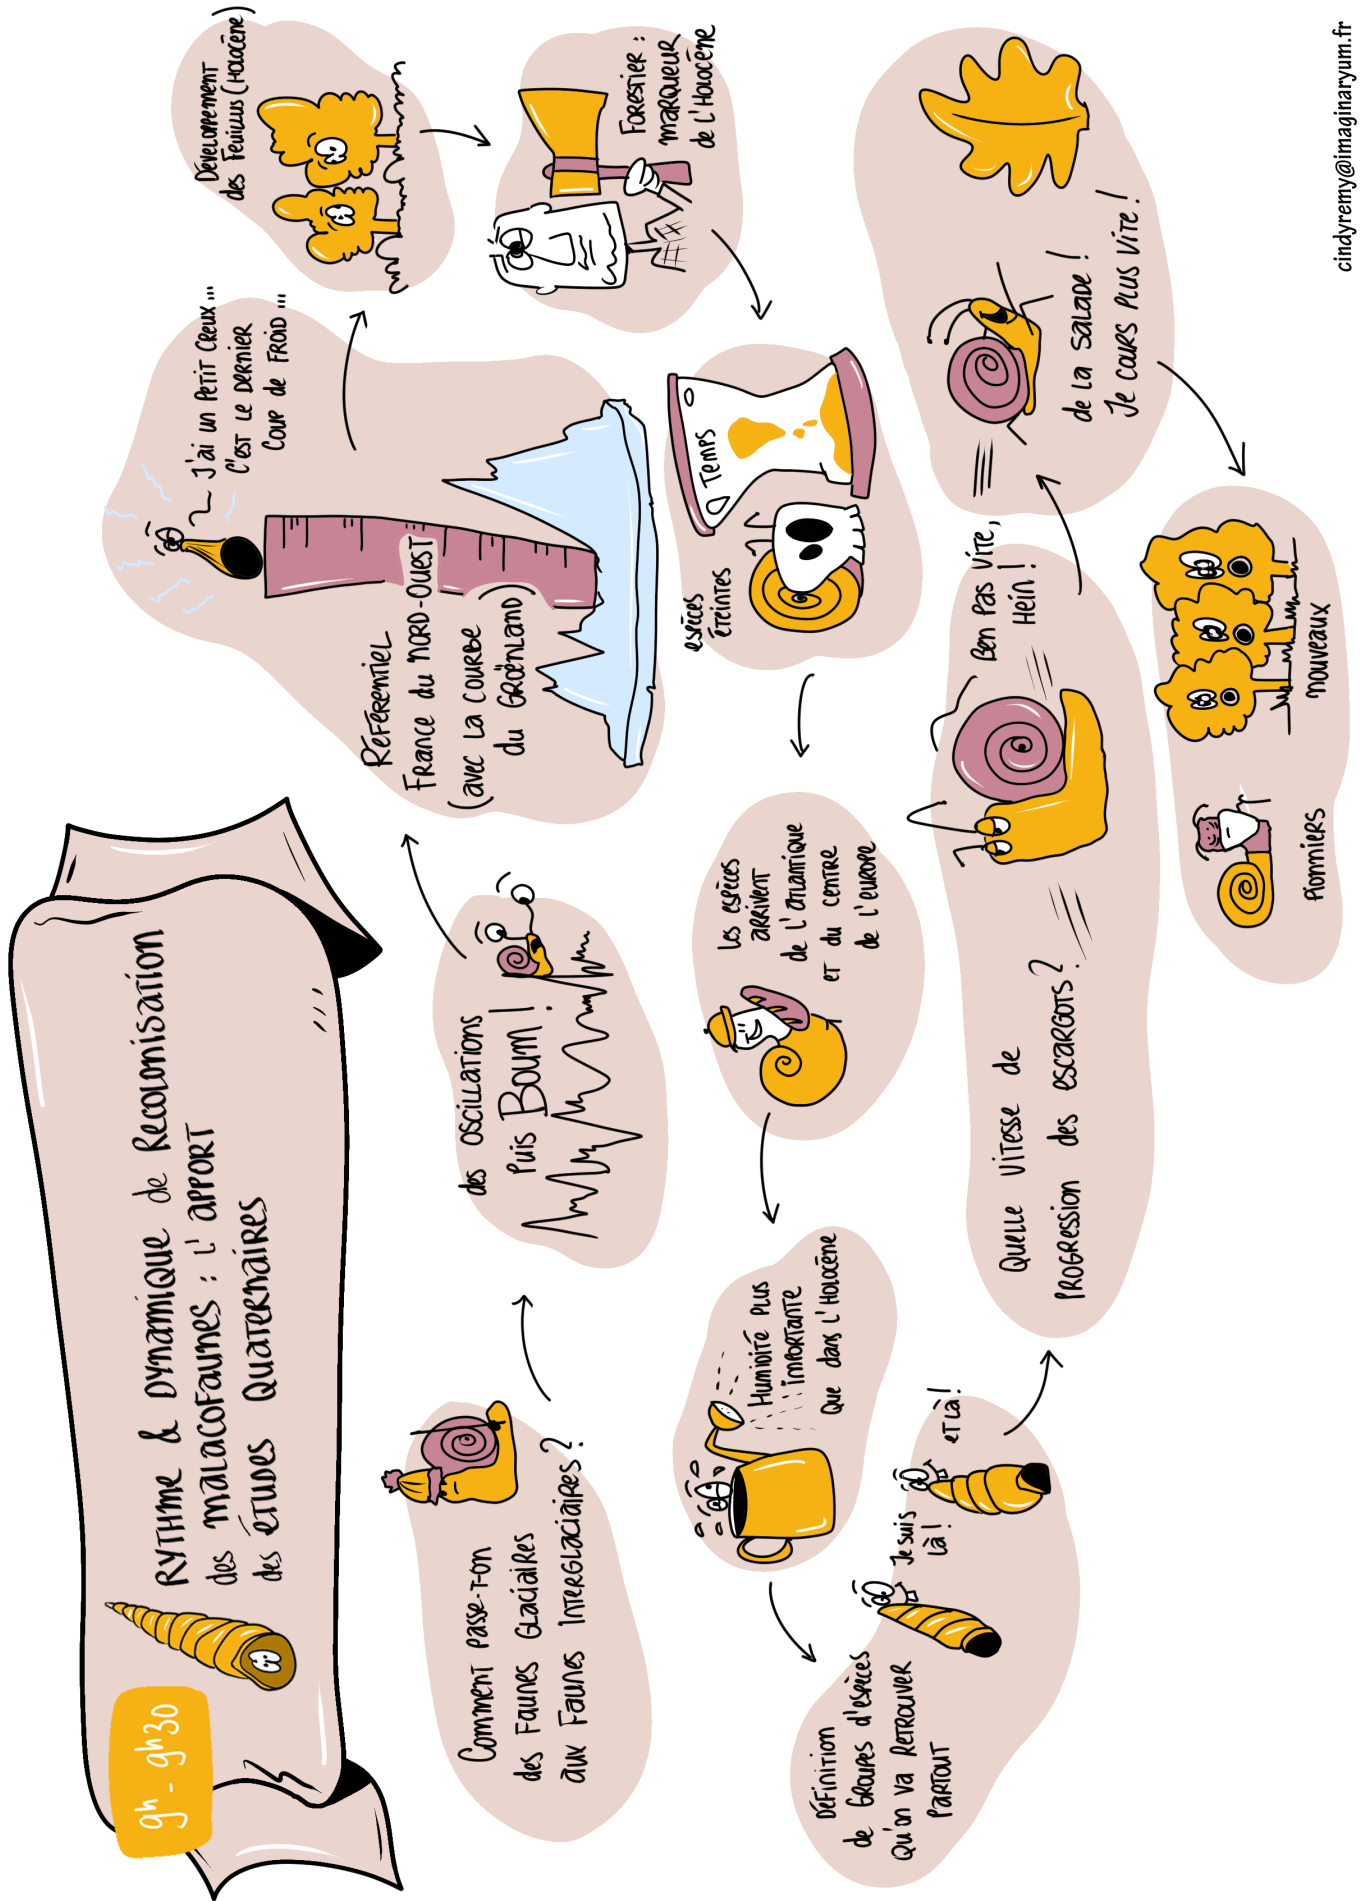 9h - 9h30
RYTHME & DYNAMIQUE de RECOLONISATION
des MALACOFAUNES : L'APPORT
des ÉTUDES QUATERNAIRES
COMMENT PASSE-T-ON
des FAUNES GLACIAIRES
AUX FAUNES INTERGLACIAIRES ?
des OSCILLATIONS
PUIS BOUM !
RÉFÉRENTIEL
FRANCE DU NORD-OUEST
(AVEC LA COURBE
du GROËNLAND)
J'AI UN PETIT CREUX...
C'EST LE DERNIER
COUP de FROID...
DÉVELOPPEMENT
des FEUILLUS (HOLOCÈNE)
FORESTIER :
MARQUEUR
de L'HOLOCÈNE
TEMPS
ESPÈCES
ÉTEINTES
LES ESPÈCES
ARRIVENT
de L'ATLANTIQUE
ET du CENTRE
de L'EUROPE
HUMIDITÉ PLUS
IMPORTANTE
QUE dans L'HOLOCÈNE
DÉFINITION
de GROUPES d'ESPÈCES
QU'ON VA RETROUVER
PARTOUT
JE SUIS
LÀ !
ET LÀ !
QUELLE VITESSE de
PROGRESSION des ESCARGOTS ?
BEN PAS VITE,
HEIN !
de LA SALADE !
JE COURS PLUS VITE !
PIONNIERS
NOUVEAUX
cindyremy@imaginaryum.fr